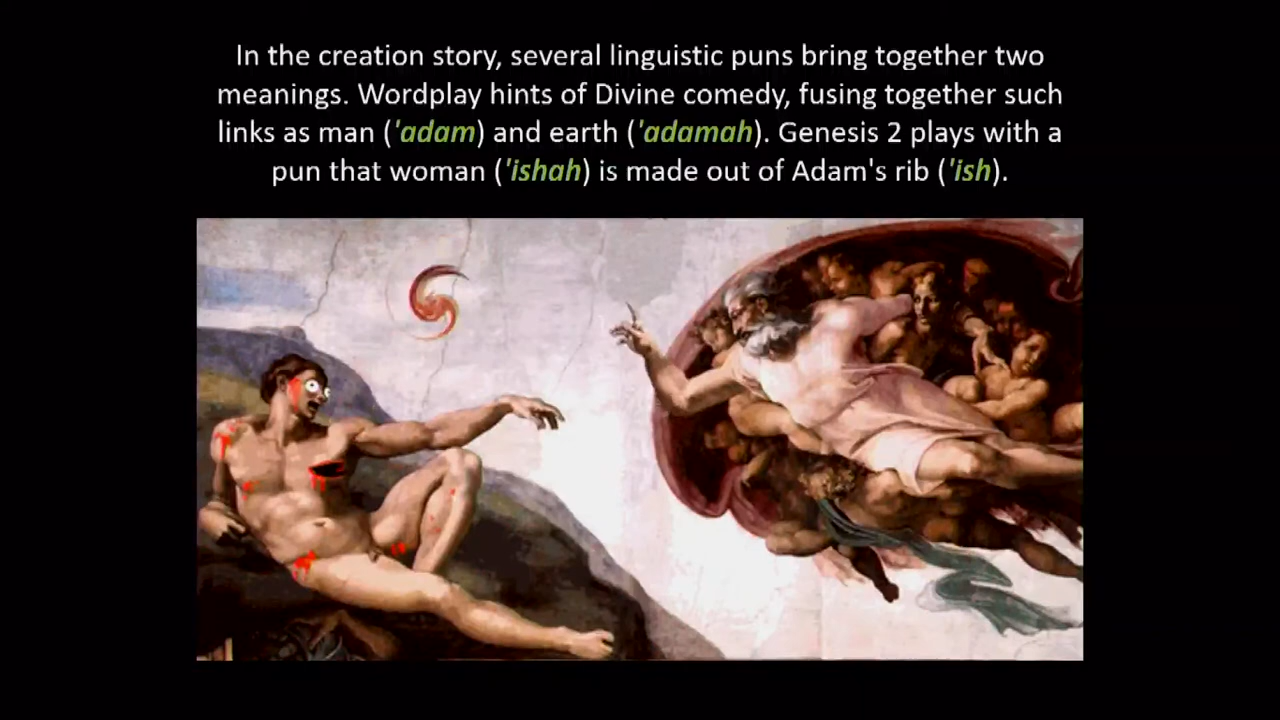 In the creation story, several linguistic puns bring together two
meanings. Wordplay hints of Divine comedy, fusing together such
links as man ('adam) and earth ('adamah). Genesis 2 plays with a
pun that woman ('ishah) is made out of Adam's rib ('ish).